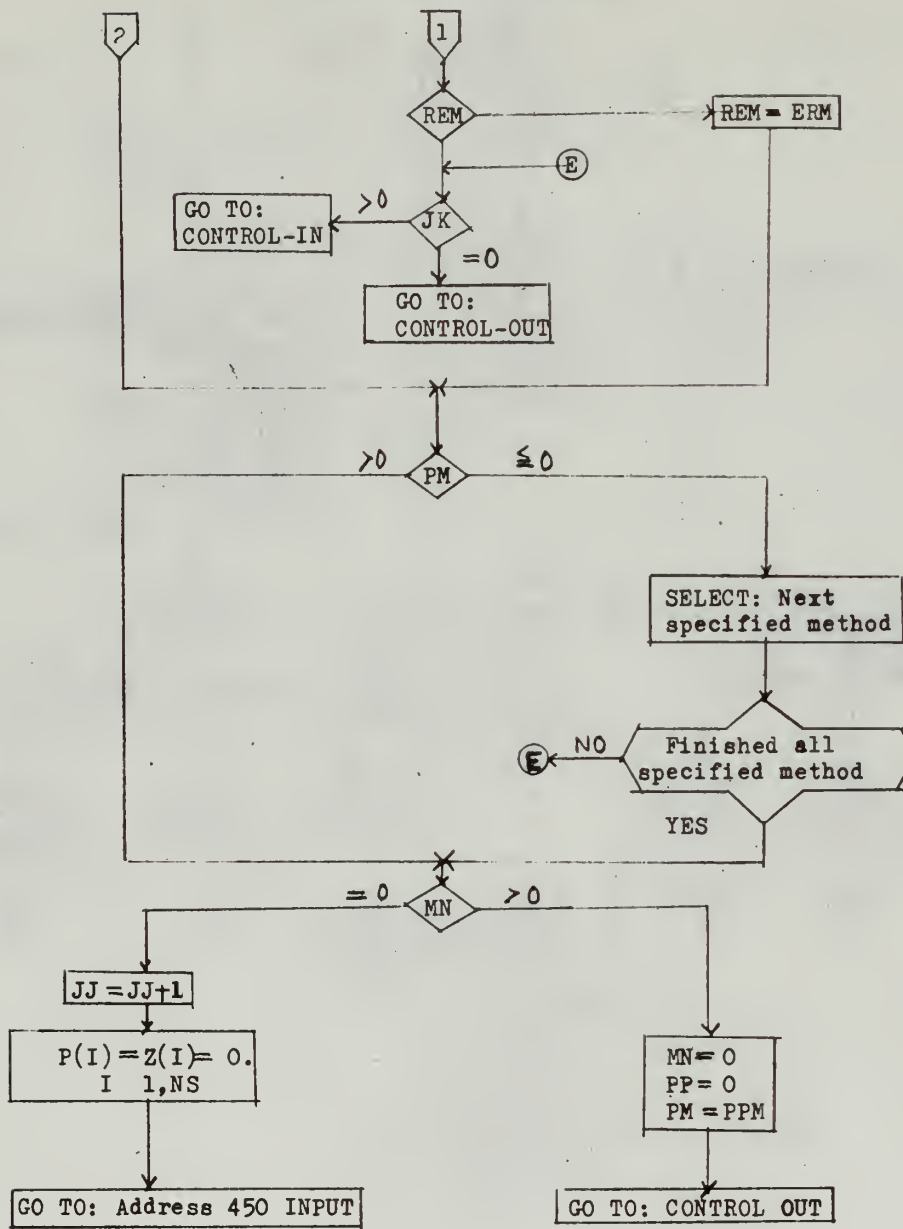 2
1
REM
REM = ERM
E
>0
GO TO:
CONTROL-IN
JK
=0
GO TO:
CONTROL-OUT
>0
PM
≦0
SELECT: Next
specified method
Finished all
specified method
NO
E
YES
=0
MN
>0
JJ=JJ+1
P(I)=Z(I)= 0.
I 1,NS
MN=0
PP=0
PM=PPM
GO TO: Address 450 INPUT
GO TO: CONTROL OUT